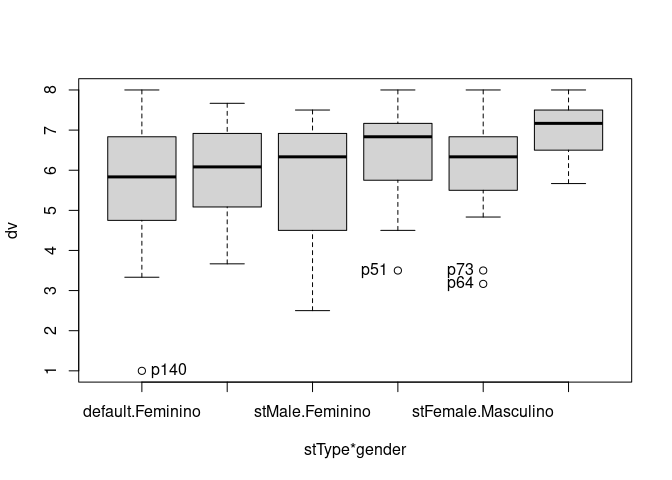 8
7
6
5
4
3
2
1
dv
p140
p51
p73
p64
default.Feminino
stMale.Feminino
stFemale.Masculino
stType*gender